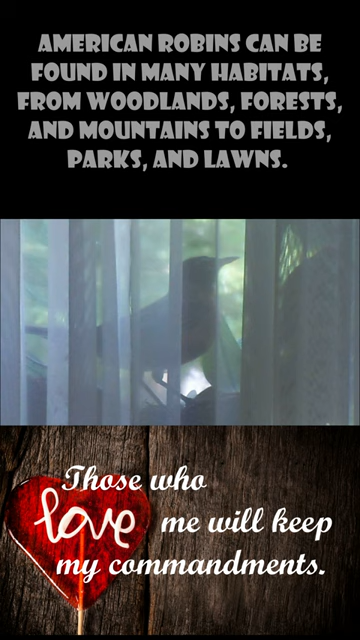 AMERICAN ROBINS CAN BE
FOUND IN MANY HABITATS,
FROM WOODLANDS, FORESTS,
AND MOUNTAINS TO FIELDS,
PARKS, AND LAWNS.
Those who
love me will keep
my commandments.